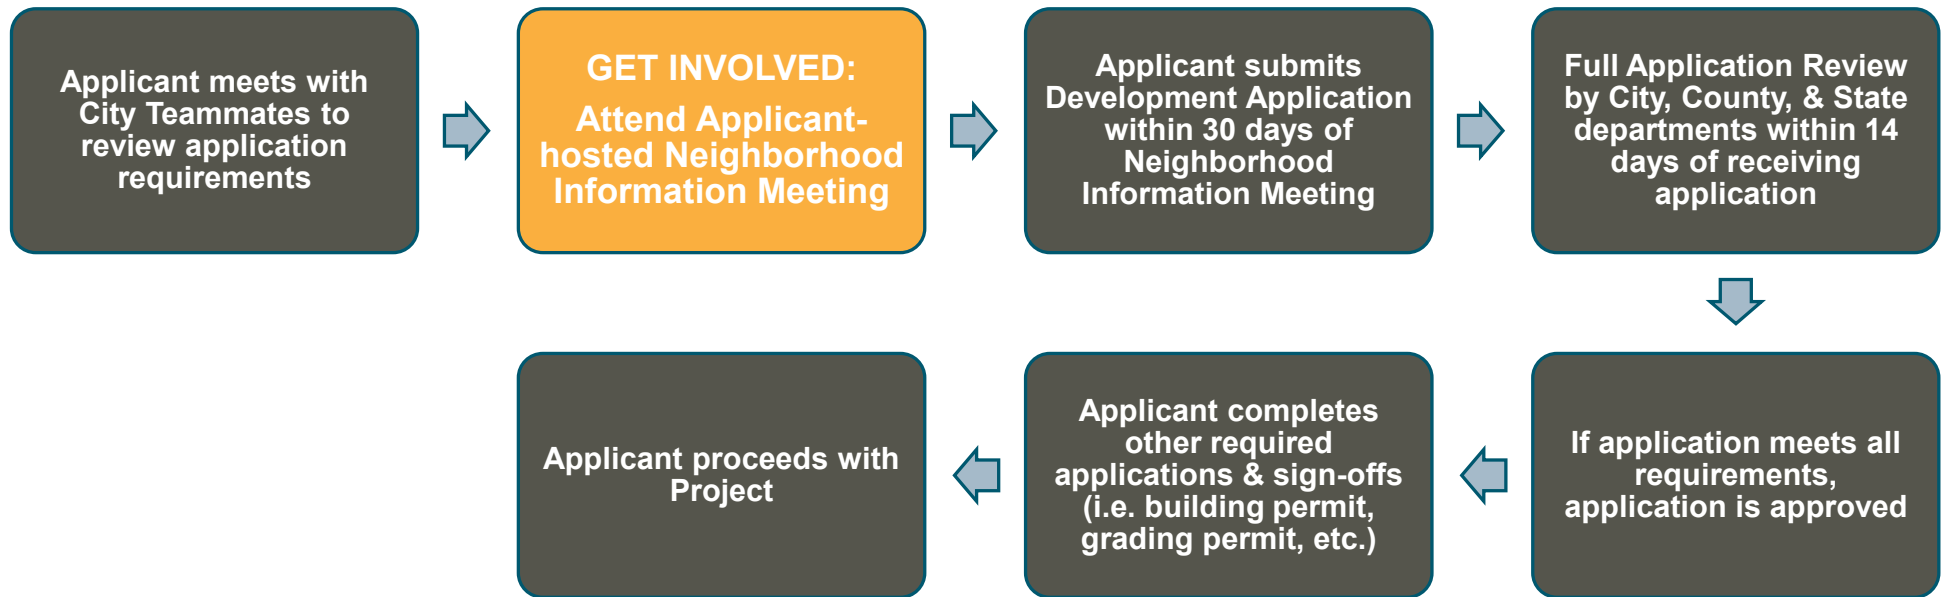 Applicant meets with
City Teammates to
review application
requirements
GET INVOLVED:
Attend Applicant-
hosted Neighborhood
Information Meeting
Applicant submits
Development Application
within 30 days of
Neighborhood
Information Meeting
Full Application Review
by City, County, & State
departments within 14
days of receiving
application
If application meets all
requirements,
application is approved
Applicant completes
other required
applications & sign-offs
(i.e. building permit,
grading permit, etc.)
Applicant proceeds with
Project